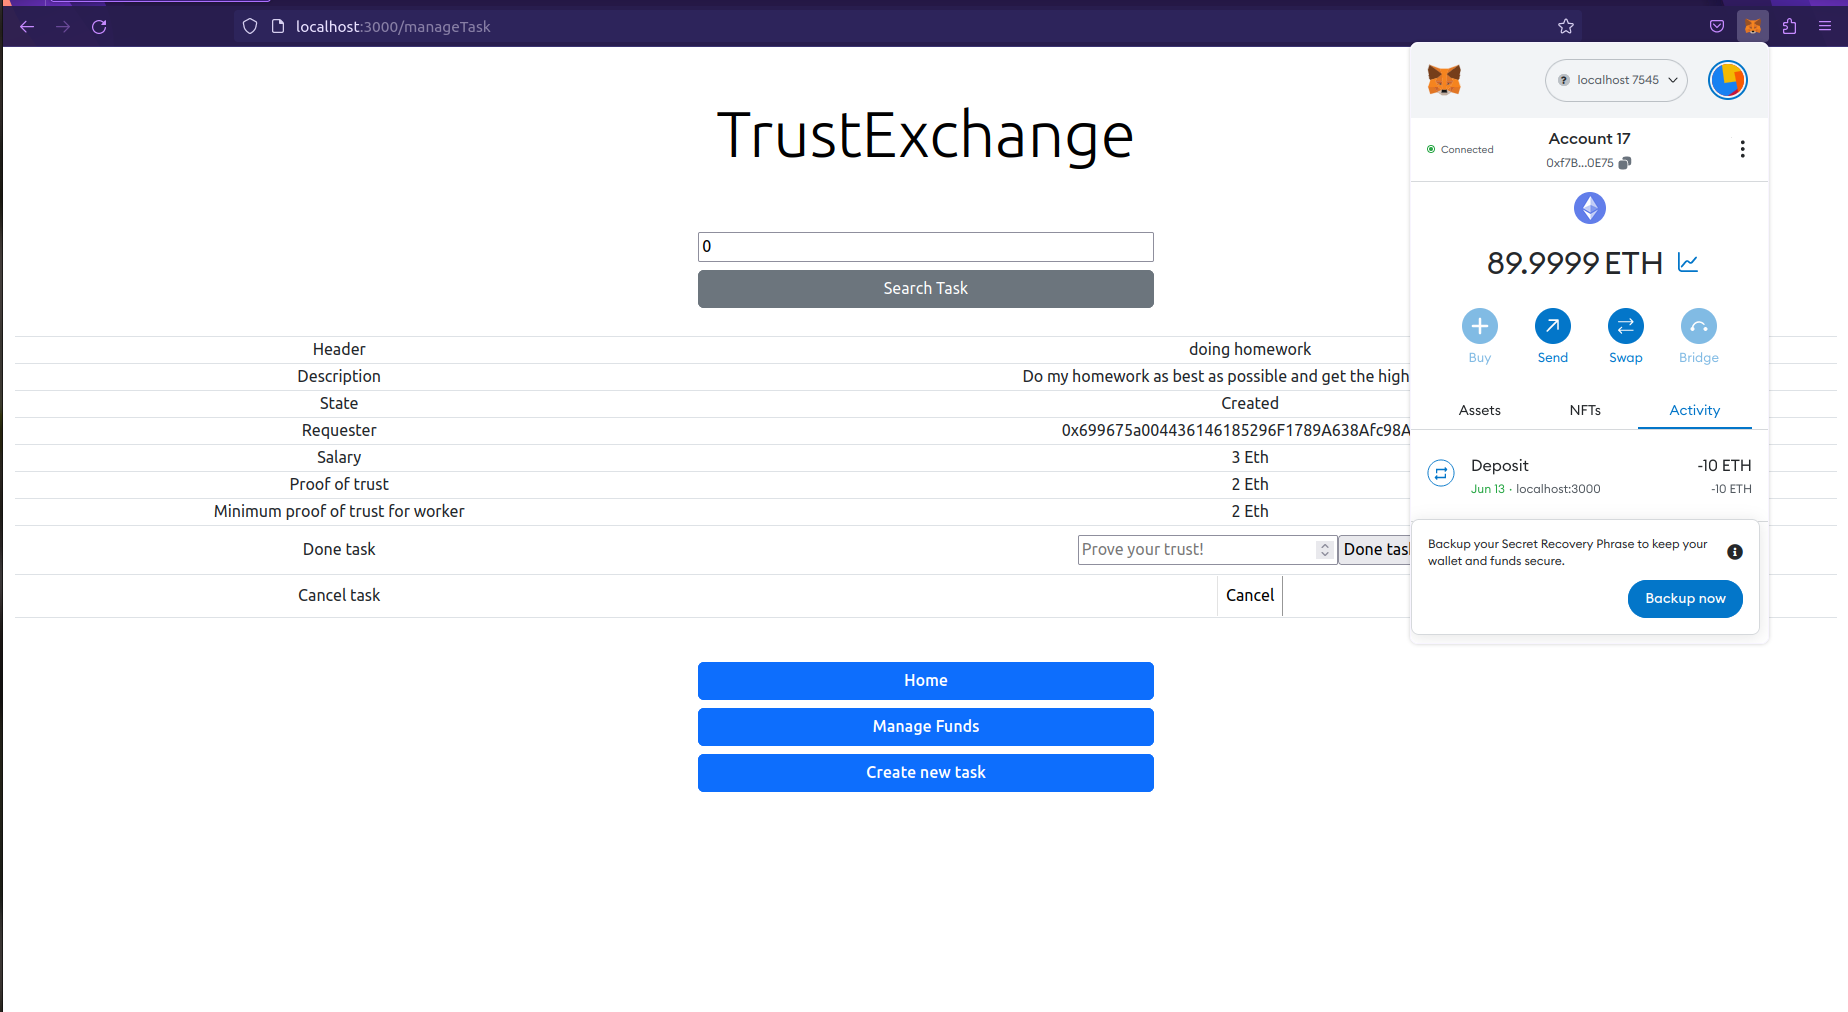 localhost:3000/manageTask
TrustExchange
0
Search Task
Header doing homework
Description Do my homework as best as possible and get the high
State Created
Requester 0x699675a004436146185296F1789A638Afc98A
Salary 3 Eth
Proof of trust 2 Eth
Minimum proof of trust for worker 2 Eth
Done task Prove your trust! Done tas
Cancel task Cancel
Home
Manage Funds
Create new task
localhost 7545
Connected
Account 17
0xf7B...0E75
89.9999 ETH
Buy Send Swap Bridge
Assets NFTs Activity
Deposit -10 ETH
Jun 13 · localhost:3000 -10 ETH
Backup your Secret Recovery Phrase to keep your
wallet and funds secure.
Backup now